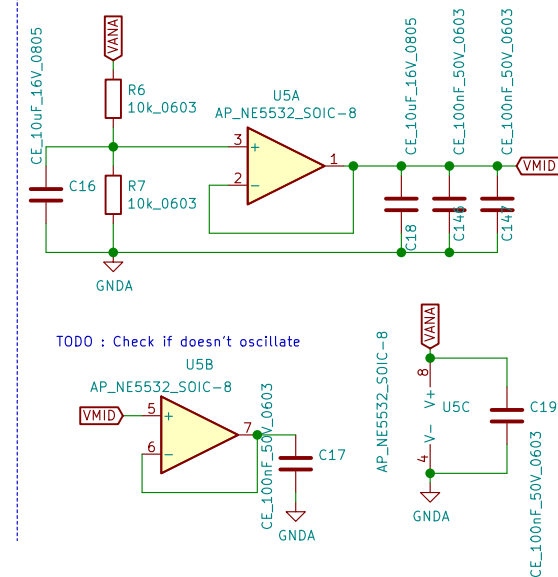 VANA
CE_10uF_16V_0805
R6
10k_0603
C16
R7
10k_0603
GNDA
U5A
AP_NE5532_SOIC-8
3
+
2
−
1
CE_10uF_16V_0805
CE_100nF_50V_0603
CE_100nF_50V_0603
VMID
C18
C146
C147
TODO : Check if doesn't oscillate
U5B
AP_NE5532_SOIC-8
VMID
5
+
6
−
7
CE_100nF_50V_0603
C17
GNDA
VANA
AP_NE5532_SOIC-8
8
V+
U5C
V-
4
C19
CE_100nF_50V_0603
GNDA